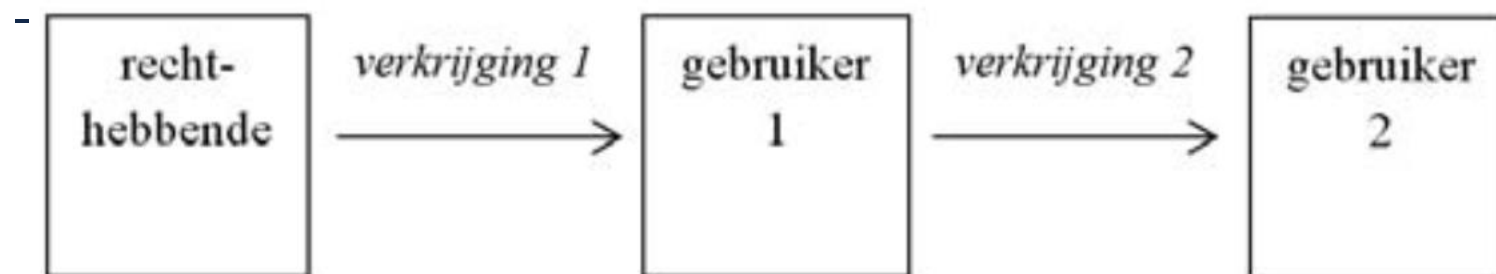 recht-
hebbende
verkrijging 1
gebruiker
1
verkrijging 2
gebruiker
2